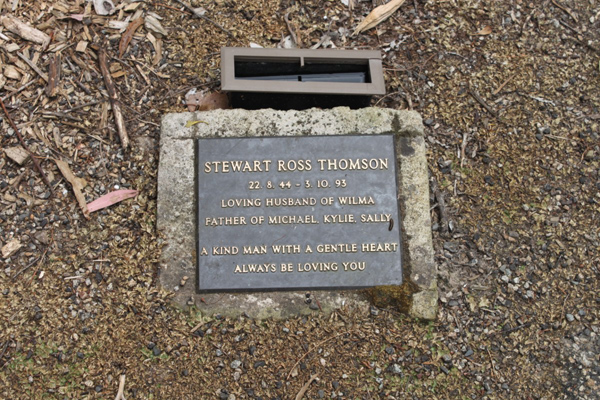 STEWART ROSS THOMSON
22. 8. 44 - 3. 10. 93
LOVING HUSBAND OF WILMA
FATHER OF MICHAEL, KYLIE, SALLY
A KIND MAN WITH A GENTLE HEART
ALWAYS BE LOVING YOU